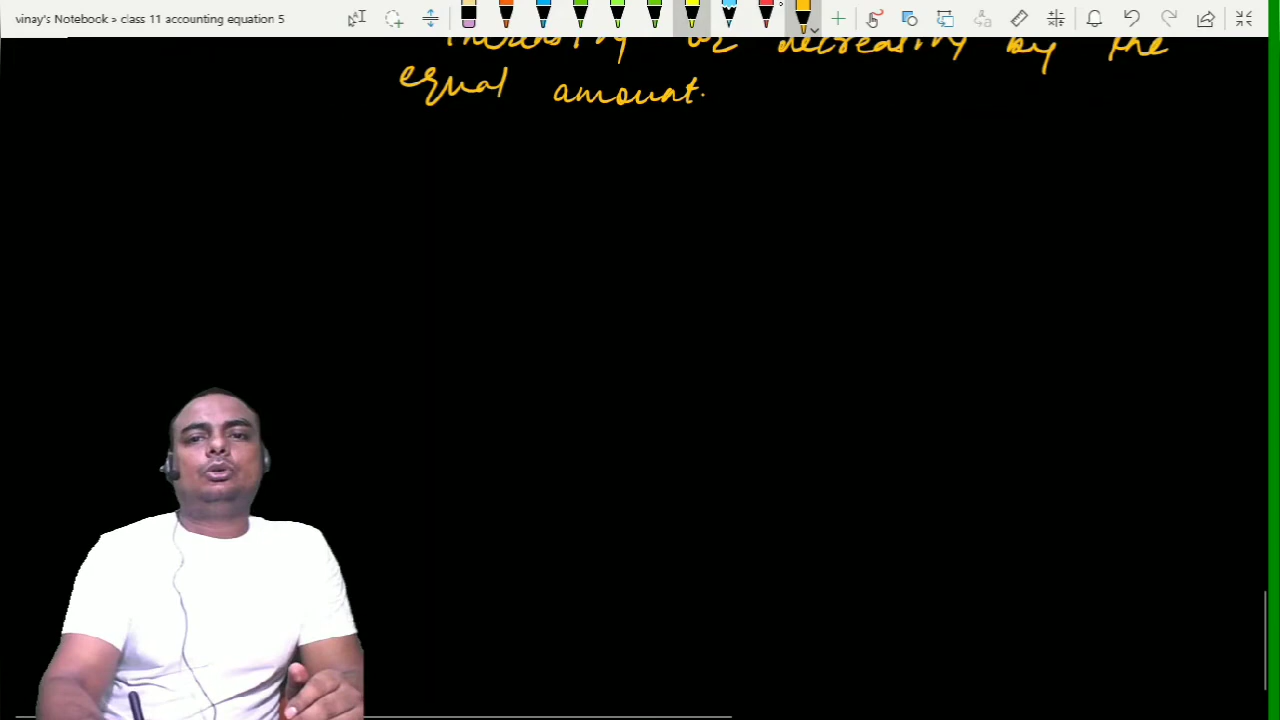 vinay's Notebook > class 11 accounting equation 5
increasing or decreasing by the
equal amount.